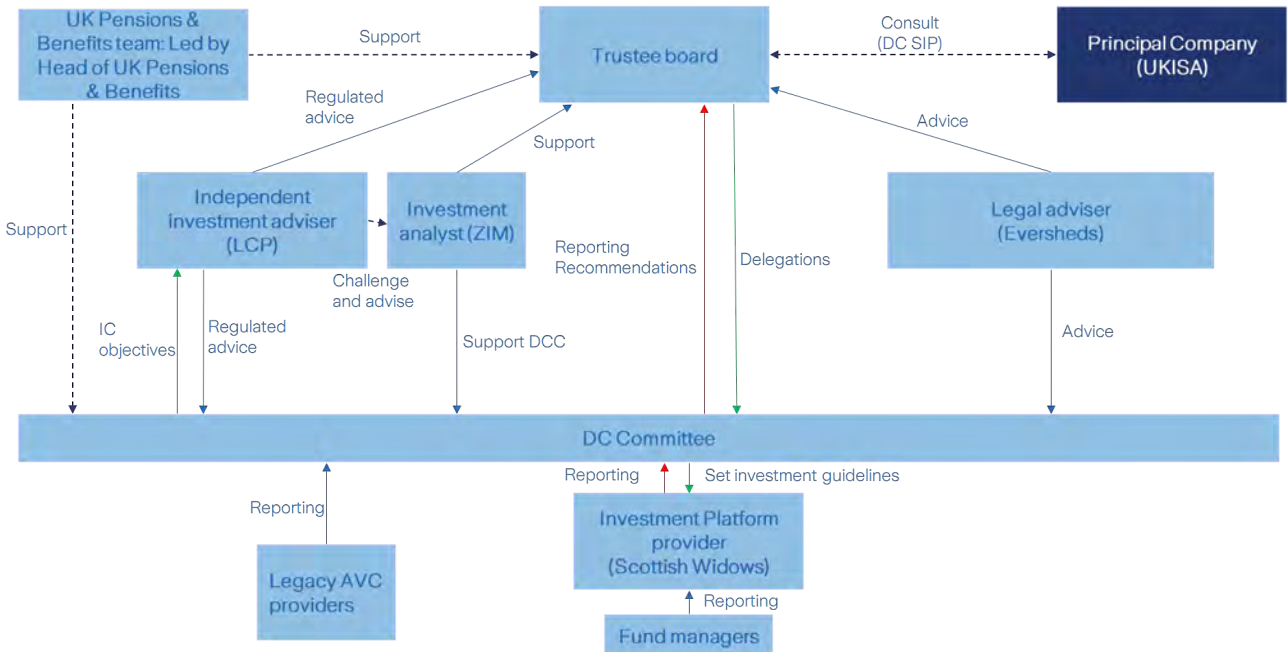 UK Pensions &
Benefits team: Led by
Head of UK Pensions
& Benefits
Support
Trustee board
Consult
(DC SIP)
Principal Company
(UKISA)
Regulated
advice
Support
Advice
Support
Independent
investment adviser
(LCP)
Investment
analyst (ZIM)
Legal adviser
(Eversheds)
Reporting
Recommendations
Delegations
Challenge
and advise
IC
objectives
Regulated
advice
Support DCC
Advice
DC Committee
Reporting
Reporting
Set investment guidelines
Investment Platform
provider
(Scottish Widows)
Legacy AVC
providers
Reporting
Fund managers